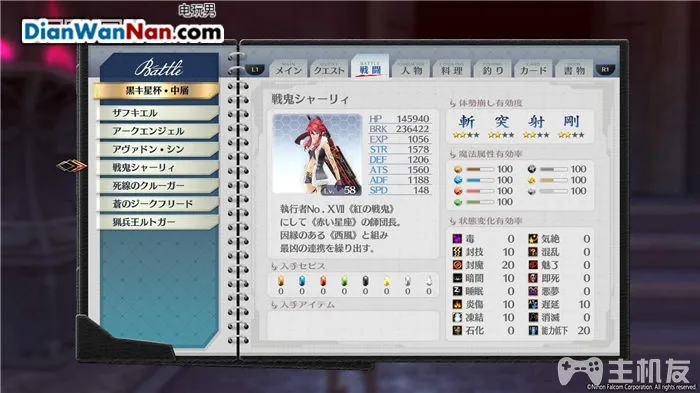 电玩男
DianWanNan.com
Battle
L1
メイン
クエスト
BATTLE
戦闘
人物
料理
釣り
カード
書物
R1
黒キ星杯・中層
ザフキエル
アークエンジェル
アヴァドン・シン
戦鬼シャーリィ
死線のクルーガー
蒼のジークフリード
猟兵王ルトガー
戦鬼シャーリィ
Lv. 58
HP 145940
BRK 236422
EXP 1056
STR 1578
DEF 1206
ATS 1560
ADF 1188
SPD 148
執行者No.ⅩⅦ《紅の戦鬼》
にして《赤い星座》の師団長。
因縁のある《西風》と組み
最凶の連携を繰り出す。
入手セピス
0 0 0 0 0 0 0
入手アイテム
体勢崩し有効度
斬 突 射 剛
★★★★ ★★★★ ★★★★ ★★★★
魔法属性有効率
100 100
100 100
100 100
100
状態変化有効率
毒 0 気絶 0
封技 10 混乱 0
封魔 20 魅了 0
暗闇 10 即死 0
睡眠 0 悪夢 0
炎傷 10 遅延 10
凍結 10 消滅 0
石化 0 能力低下 20
主机友
©Nihon Falcom Corporation. All rights reserved.